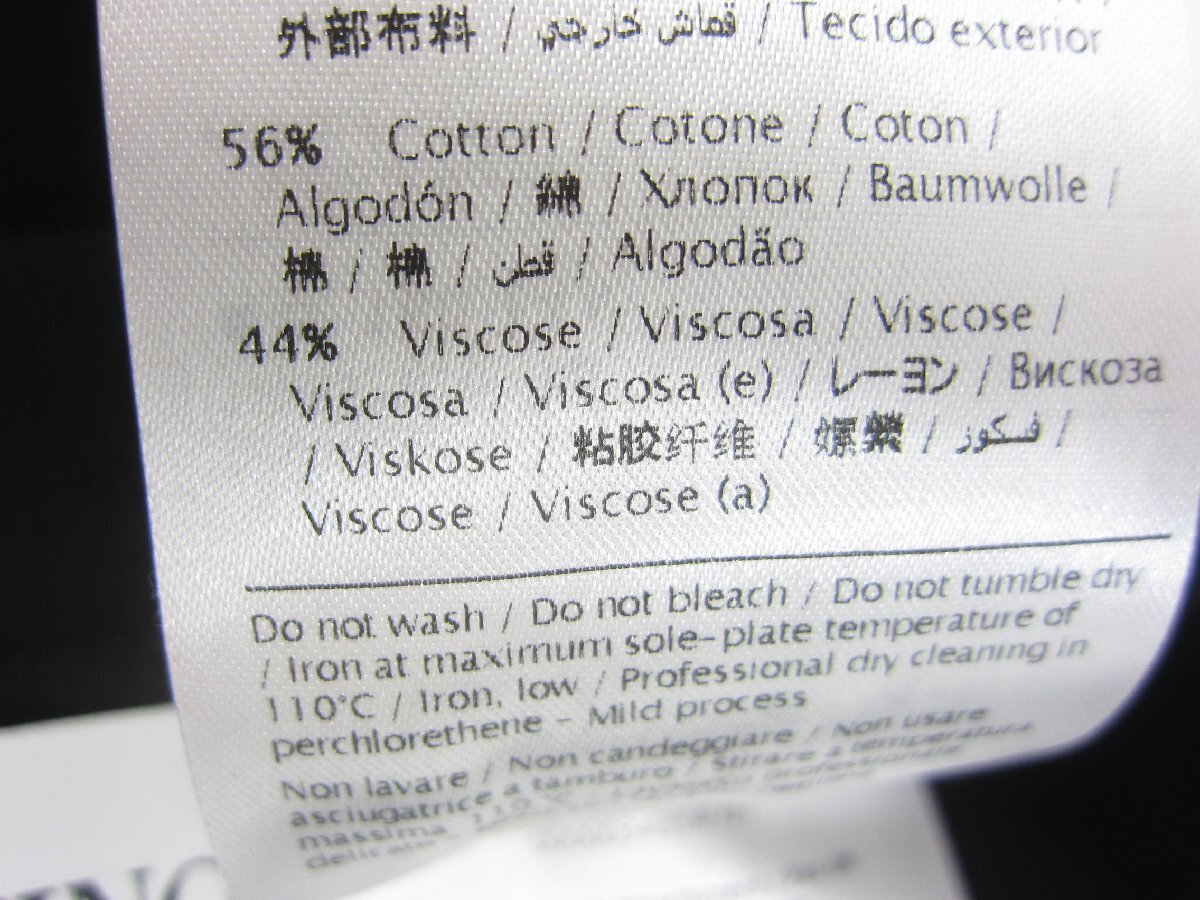 外部布料 / قماش خارجي / Tecido exterior
56% Cotton / Cotone / Coton /
Algodón / 綿 / Хлопок / Baumwolle /
棉 / 棉 / قطن / Algodão
44% Viscose / Viscosa / Viscose /
Viscosa / Viscosa (e) / レーヨン / Вискоза
/ Viskose / 粘胶纤维 / 嫘縈 / فسكوز /
Viscose / Viscose (a)
Do not wash / Do not bleach / Do not tumble dry
/ Iron at maximum sole-plate temperature of
110°C / Iron, low / Professional dry cleaning in
perchlorethene - Mild process
Non lavare / Non candeggiare / Non usare
asciugatrice a tamburo / Stirare a temperatura
massima 110°C
delicato